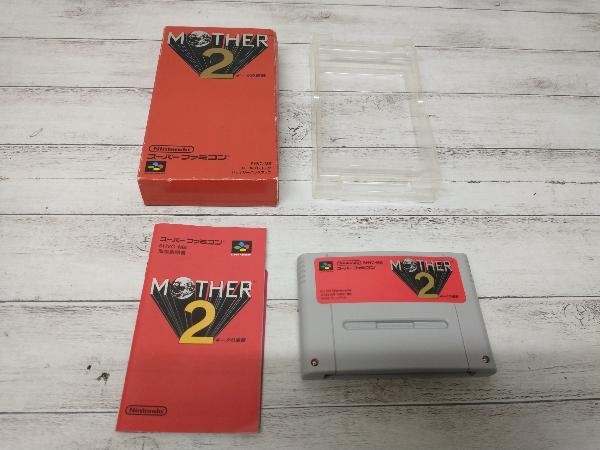 MOTHER
2
ギーグの逆襲
Nintendo
スーパーファミコン
SHVC-MB
スーパーファミコン
SHVC-MB
取扱説明書
MOTHER
2
ギーグの逆襲
Nintendo
Nintendo SHVC-MB
スーパーファミコン
MOTHER
2
ギーグの逆襲